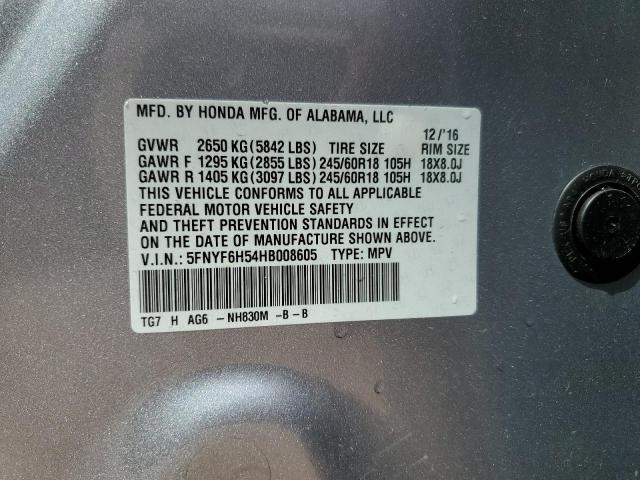 MFD. BY HONDA MFG. OF ALABAMA, LLC
12/'16
GVWR 2650 KG (5842 LBS) TIRE SIZE RIM SIZE
GAWR F 1295 KG (2855 LBS) 245/60R18 105H 18X8.0J
GAWR R 1405 KG (3097 LBS) 245/60R18 105H 18X8.0J
THIS VEHICLE CONFORMS TO ALL APPLICABLE
FEDERAL MOTOR VEHICLE SAFETY
AND THEFT PREVENTION STANDARDS IN EFFECT
ON THE DATE OF MANUFACTURE SHOWN ABOVE.
V.I.N.: 5FNYF6H54HB008605 TYPE: MPV
TG7 H AG6 -NH830M -B -B